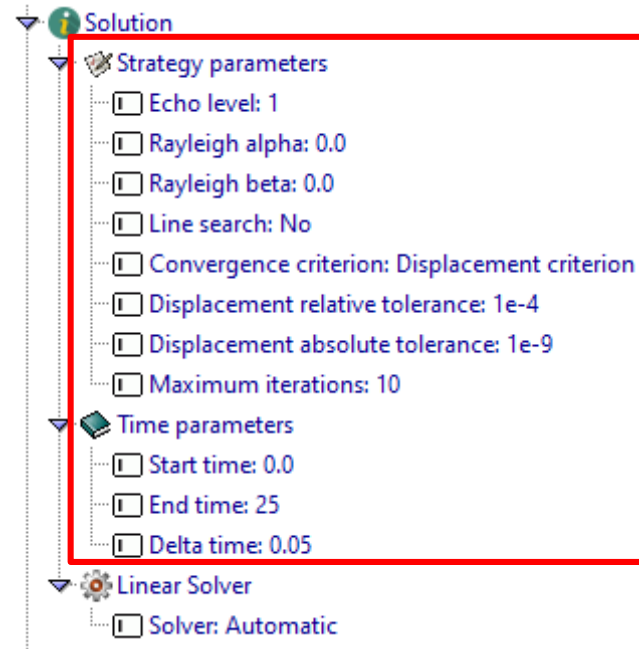 Solution
Strategy parameters
Echo level: 1
Rayleigh alpha: 0.0
Rayleigh beta: 0.0
Line search: No
Convergence criterion: Displacement criterion
Displacement relative tolerance: 1e-4
Displacement absolute tolerance: 1e-9
Maximum iterations: 10
Time parameters
Start time: 0.0
End time: 25
Delta time: 0.05
Linear Solver
Solver: Automatic